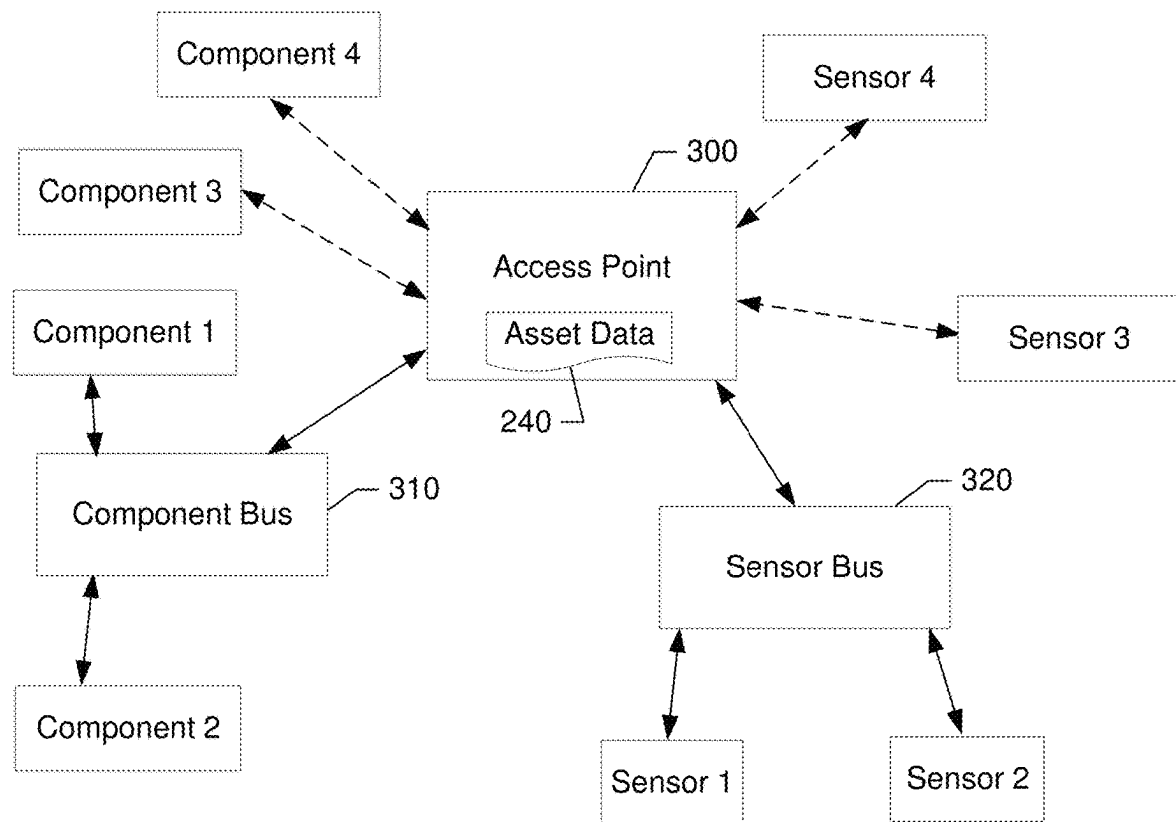 Component 4
Sensor 4
300
Component 3
Access Point
Component 1
Asset Data
Sensor 3
240
310
320
Component Bus
Sensor Bus
Component 2
Sensor 1
Sensor 2